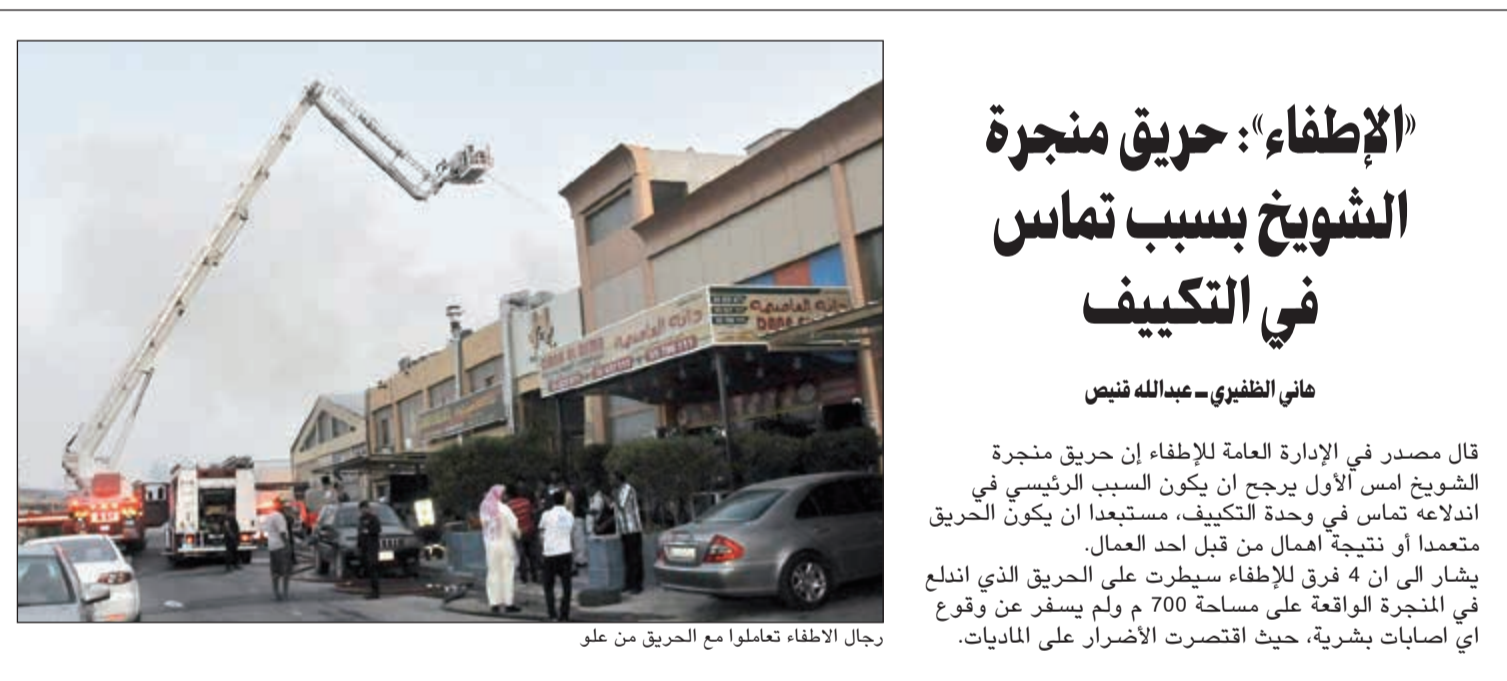 «الإطفاء»: حريق منجرة
الشويخ بسبب تماس
في التكييف
هاني الظفيري ـ عبدالله قنيص
قال مصدر في الإدارة العامة للإطفاء إن حريق منجرة
الشويخ امس الأول يرجح ان يكون السبب الرئيسي في
اندلاعه تماس في وحدة التكييف، مستبعدا ان يكون الحريق
متعمدا أو نتيجة اهمال من قبل احد العمال.
يشار الى ان 4 فرق للإطفاء سيطرت على الحريق الذي اندلع
في المنجرة الواقعة على مساحة 700 م ولم يسفر عن وقوع
اي اصابات بشرية، حيث اقتصرت الأضرار على الماديات.
دانة العاصمة
دانة العاصمة
رجال الاطفاء تعاملوا مع الحريق من علو